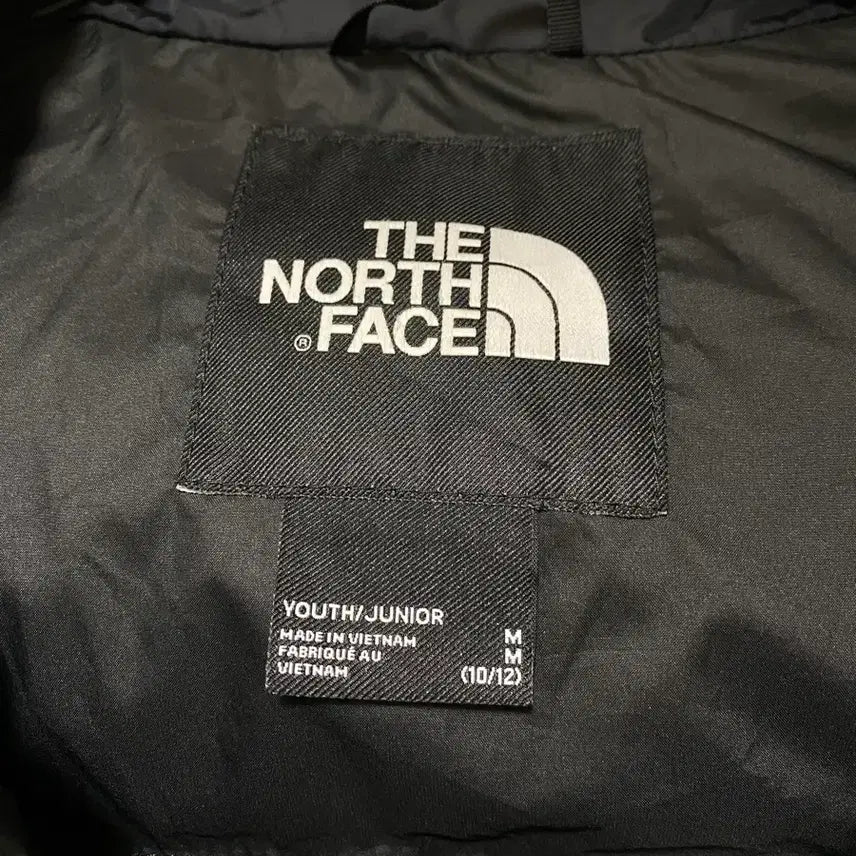 THE
NORTH
® FACE
YOUTH/JUNIOR
MADE IN VIETNAM M
FABRIQUÉ AU M
VIETNAM (10/12)